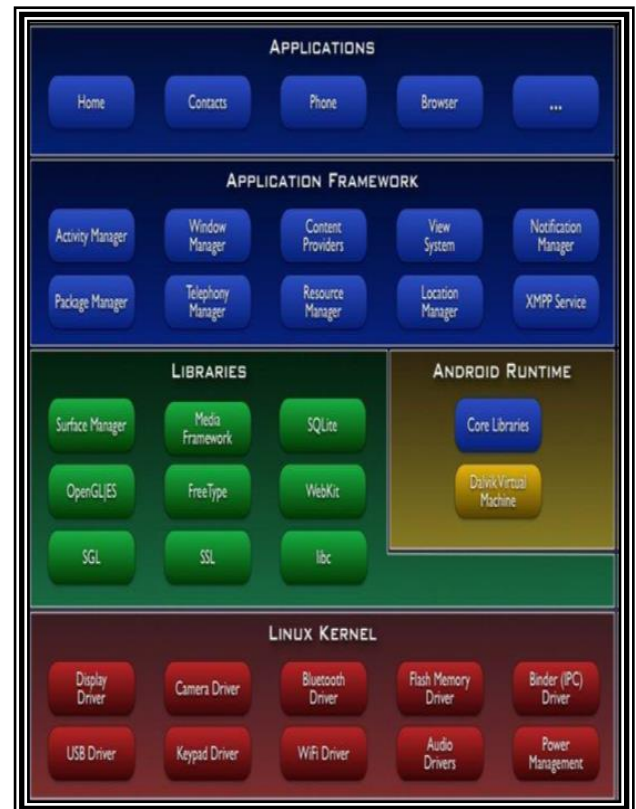 APPLICATIONS
Home Contacts Phone Browser ...
APPLICATION FRAMEWORK
Activity Manager Window Manager Content Providers View System Notification Manager
Package Manager Telephony Manager Resource Manager Location Manager XMPP Service
LIBRARIES
Surface Manager Media Framework SQLite
OpenGL|ES FreeType WebKit
SGL SSL libc
ANDROID RUNTIME
Core Libraries
Dalvik Virtual Machine
LINUX KERNEL
Display Driver Camera Driver Bluetooth Driver Flash Memory Driver Binder (IPC) Driver
USB Driver Keypad Driver WiFi Driver Audio Drivers Power Management